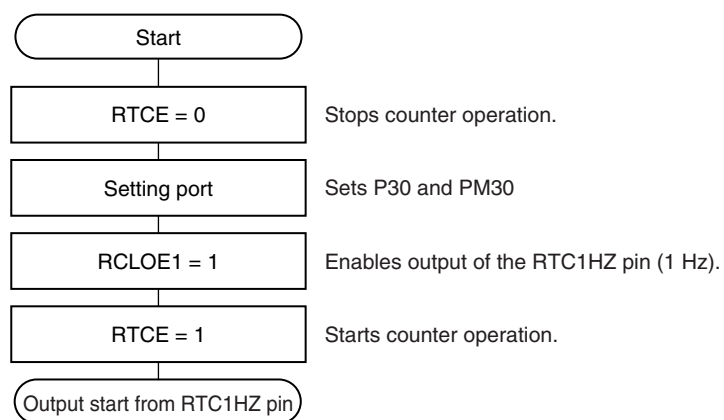 Start
RTCE = 0
Stops counter operation.
Setting port
Sets P30 and PM30
RCLOE1 = 1
Enables output of the RTC1HZ pin (1 Hz).
RTCE = 1
Starts counter operation.
Output start from RTC1HZ pin